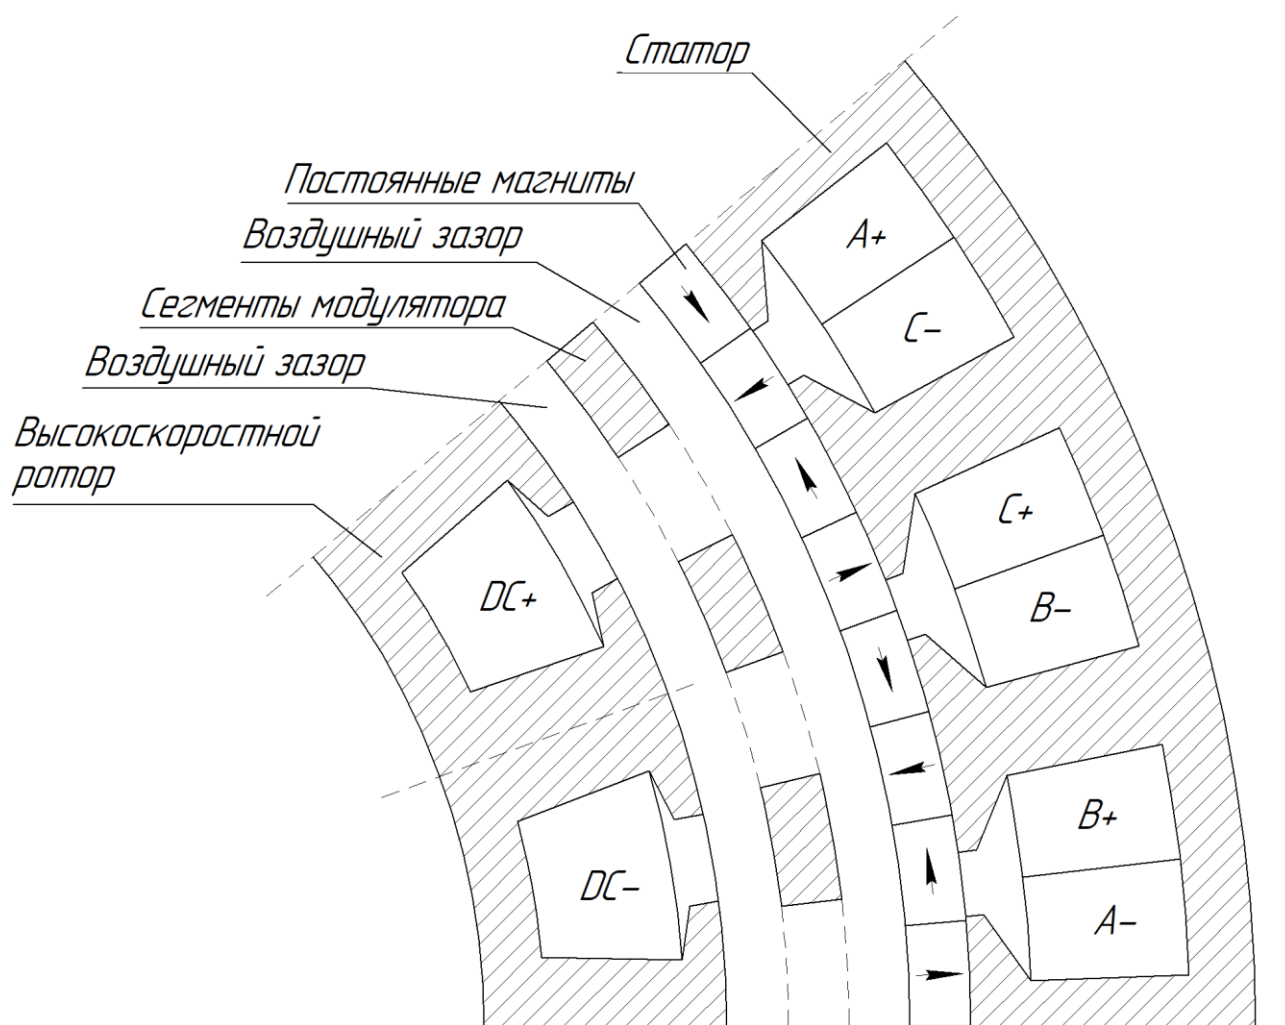 Статор
Постоянные магниты
Воздушный зазор
Сегменты модулятора
Воздушный зазор
Высокоскоростной
ротор
A+
C-
C+
B-
DC+
B+
A-
DC-